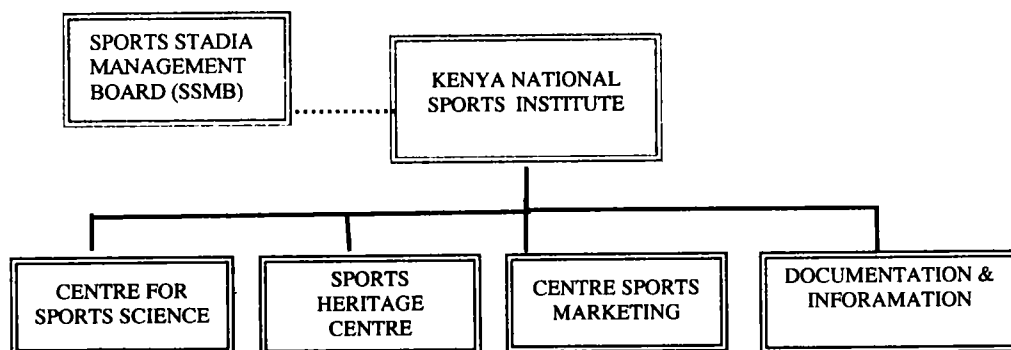 SPORTS STADIA
MANAGEMENT
BOARD (SSMB)
KENYA NATIONAL
SPORTS INSTITUTE
CENTRE FOR
SPORTS SCIENCE
SPORTS
HERITAGE
CENTRE
CENTRE SPORTS
MARKETING
DOCUMENTATION &
INFORAMATION